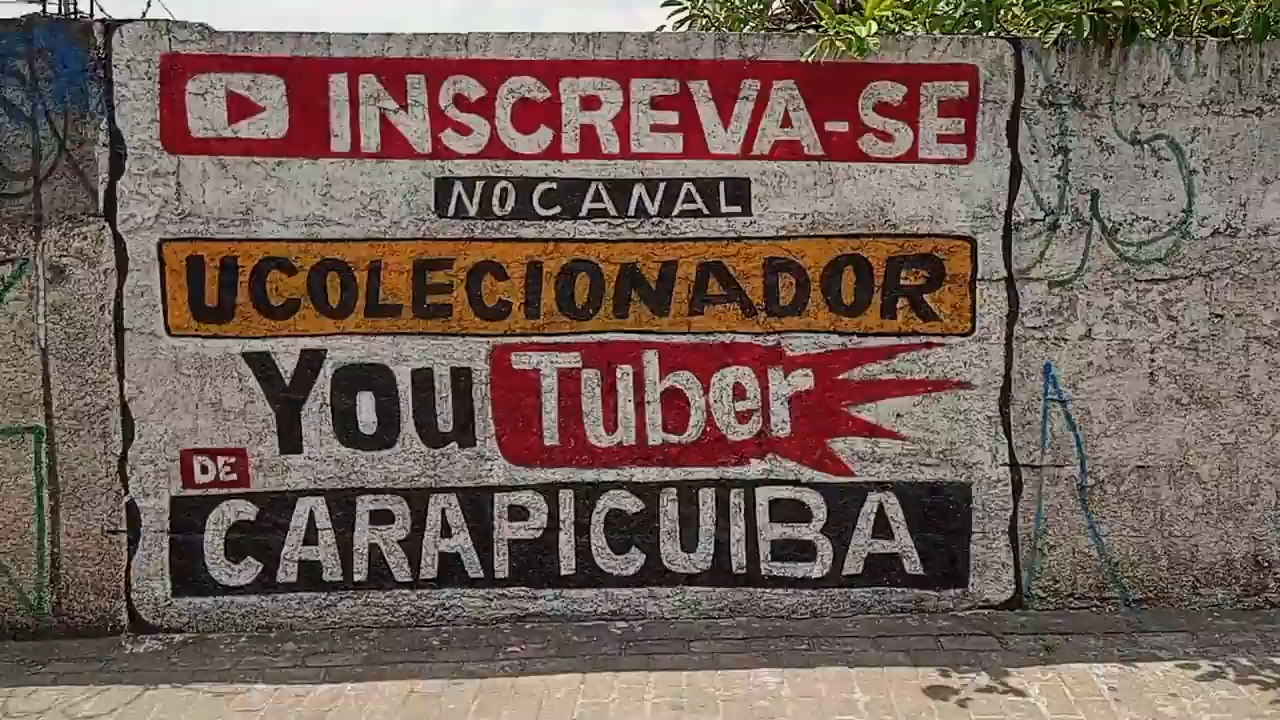 INSCREVA-SE
NO CANAL
UCOLECIONADOR
YouTuber
DE
CARAPICUIBA